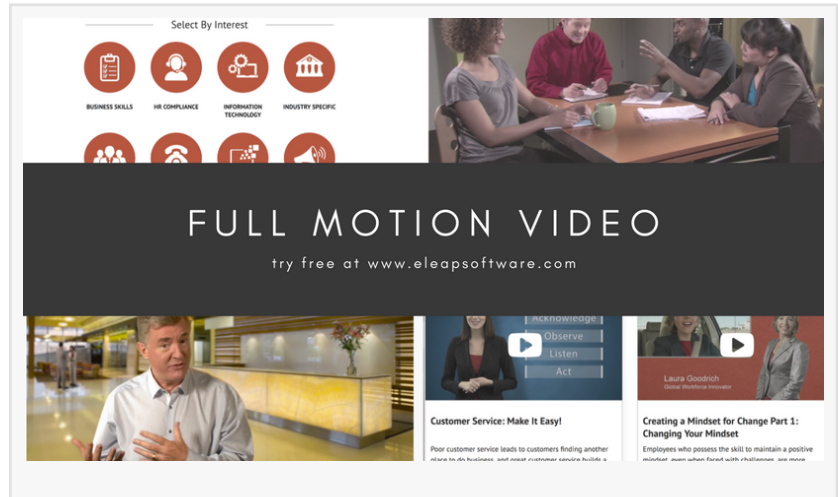 Select By Interest
BUSINESS SKILLS
HR COMPLIANCE
INFORMATION
TECHNOLOGY
INDUSTRY SPECIFIC
FULL MOTION VIDEO
try free at www.eleapsoftware.com
Acknowledge
Observe
Listen
Act
Laura Goodrich
Global Workforce Innovator
Customer Service: Make It Easy!
Poor customer service leads to customers finding another
place to do business, and great customer service builds a
Creating a Mindset for Change Part 1:
Changing Your Mindset
Employees who possess the skill to maintain a positive
mindset, even when faced with challenges, are more